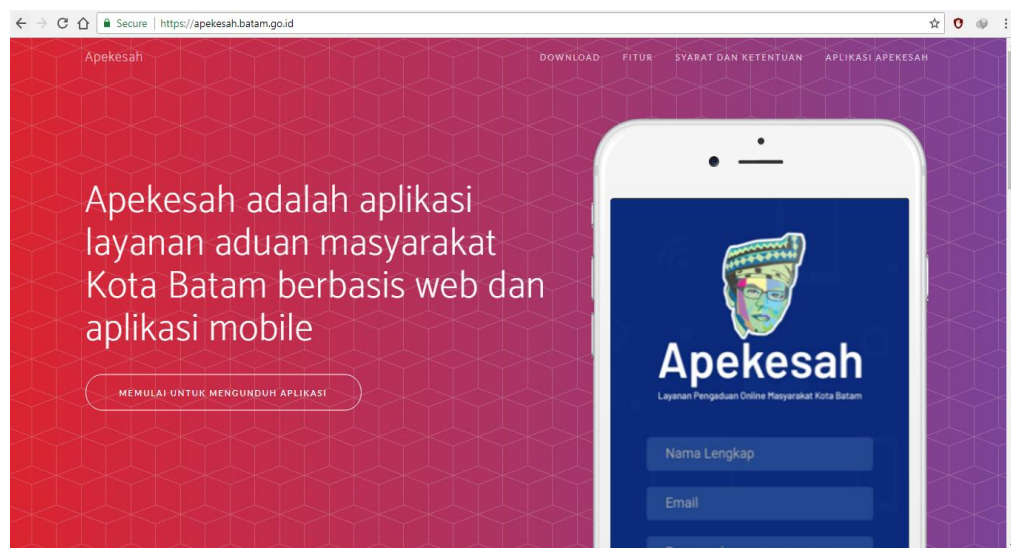 Secure | https://apekesah.batam.go.id
Apekesah
DOWNLOAD FITUR SYARAT DAN KETENTUAN APLIKASI APEKESAH
Apekesah adalah aplikasi
layanan aduan masyarakat
Kota Batam berbasis web dan
aplikasi mobile
MEMULAI UNTUK MENGUNDUH APLIKASI
Apekesah
Layanan Pengaduan Online Masyarakat Kota Batam
Nama Lengkap
Email